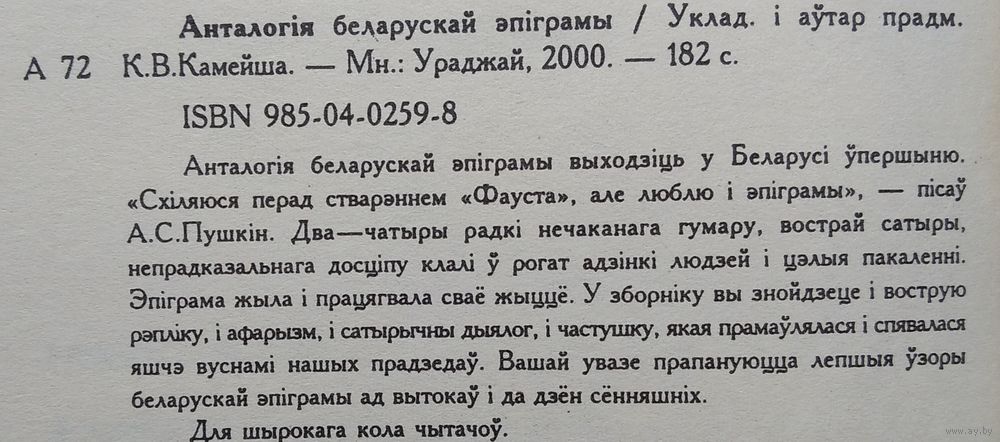 Анталогія беларускай эпіграмы / Уклад. і аўтар прадм.
А 72 К.В.Камейша. — Мн.: Ураджай, 2000. — 182 с.
ISBN 985-04-0259-8
Анталогія беларускай эпіграмы выходзіць у Беларусі ўпершыню.
«Схіляюся перад стварэннем «Фауста», але люблю і эпіграмы», — пісаў
А.С.Пушкін. Два—чатыры радкі нечаканага гумару, вострай сатыры,
непрадказальнага досціпу клалі ў рогат адзінкі людзей і цэлыя пакаленні.
Эпіграма жыла і працягвала сваё жыццё. У зборніку вы знойдзеце і вострую
рэпліку, і афарызм, і сатырычны дыялог, і частушку, якая прамаўлялася і спявалася
яшчэ вуснамі нашых прадзедаў. Вашай увазе прапануюцца лепшыя ўзоры
беларускай эпіграмы ад вытокаў і да дзён сённяшніх.
Для шырокага кола чытачоў.
www.ay.by